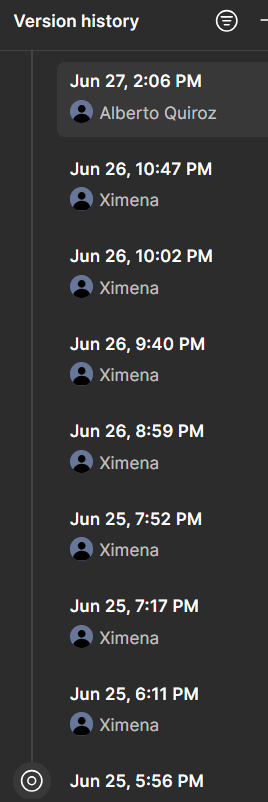 Version history
Jun 27, 2:06 PM
Alberto Quiroz
Jun 26, 10:47 PM
Ximena
Jun 26, 10:02 PM
Ximena
Jun 26, 9:40 PM
Ximena
Jun 26, 8:59 PM
Ximena
Jun 25, 7:52 PM
Ximena
Jun 25, 7:17 PM
Ximena
Jun 25, 6:11 PM
Ximena
Jun 25, 5:56 PM